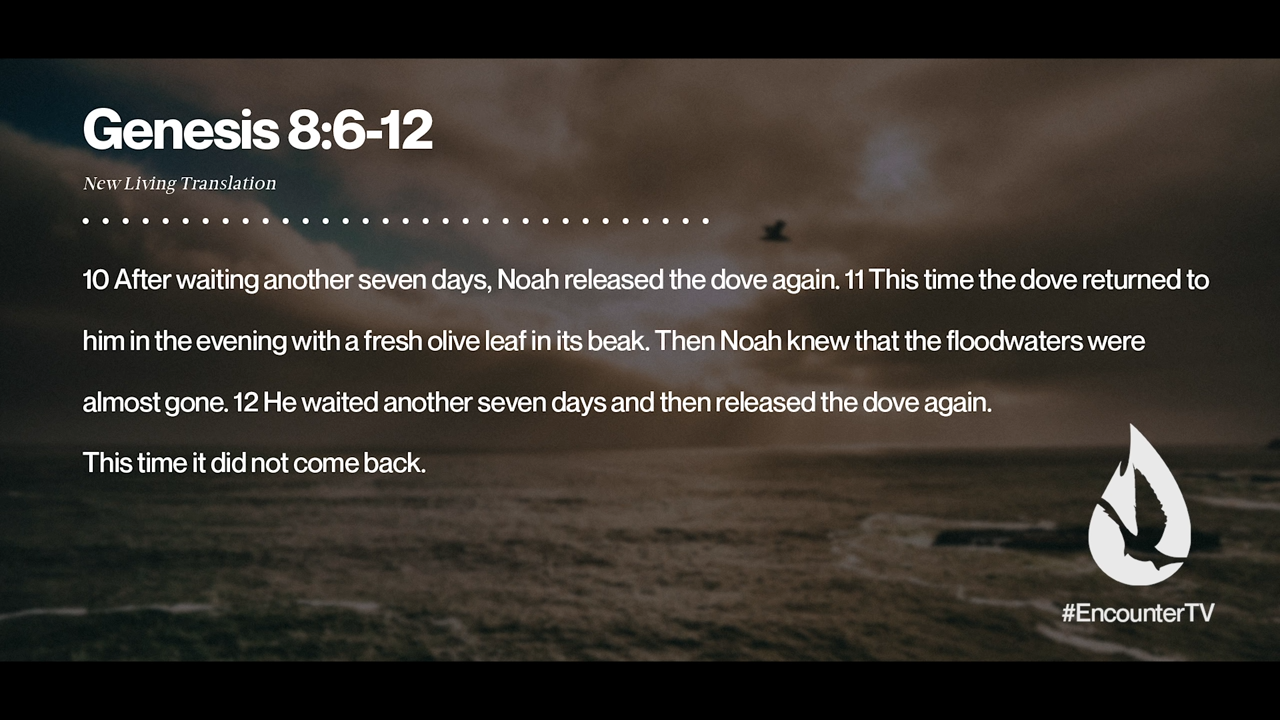 Genesis 8:6-12
New Living Translation
10 After waiting another seven days, Noah released the dove again. 11 This time the dove returned to
him in the evening with a fresh olive leaf in its beak. Then Noah knew that the floodwaters were
almost gone. 12 He waited another seven days and then released the dove again.
This time it did not come back.
#EncounterTV